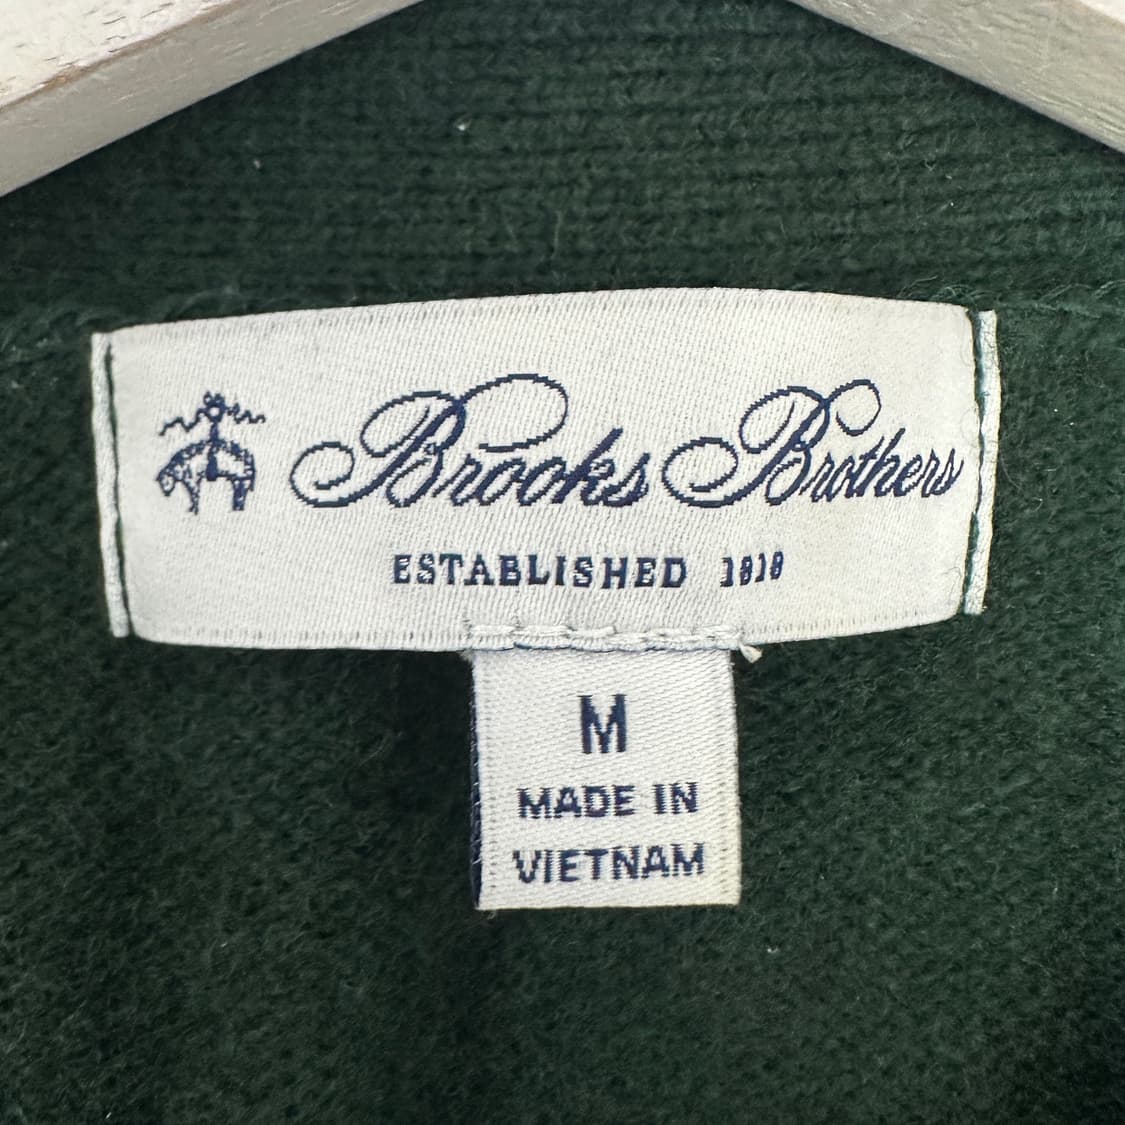 Brooks Brothers
ESTABLISHED 1818
M
MADE IN
VIETNAM